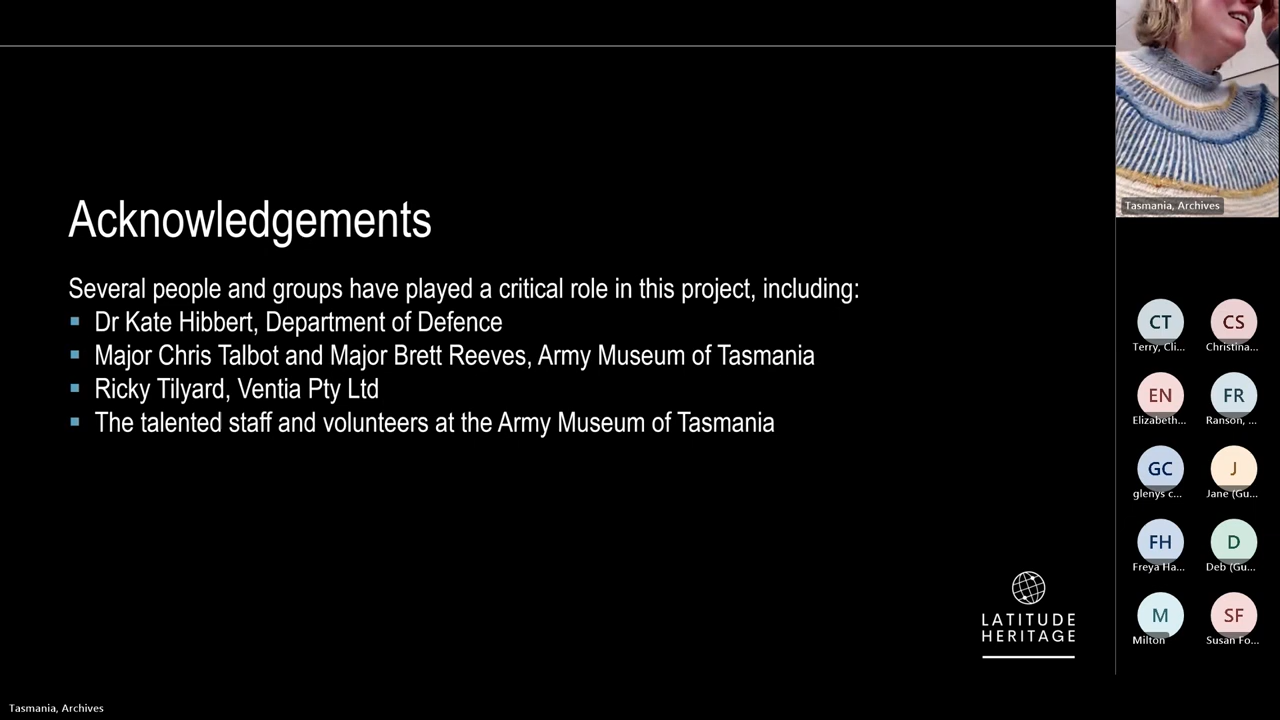 Acknowledgements
Several people and groups have played a critical role in this project, including:
Dr Kate Hibbert, Department of Defence
Major Chris Talbot and Major Brett Reeves, Army Museum of Tasmania
Ricky Tilyard, Ventia Pty Ltd
The talented staff and volunteers at the Army Museum of Tasmania
LATITUDE
HERITAGE
Tasmania, Archives
Tasmania, Archives
CT CS
Terry, Cli... Christina...
EN FR
Elizabeth... Ranson, ...
GC J
glenys c... Jane (Gu...
FH D
Freya Ha... Deb (Gu...
M SF
Milton Susan Fo...